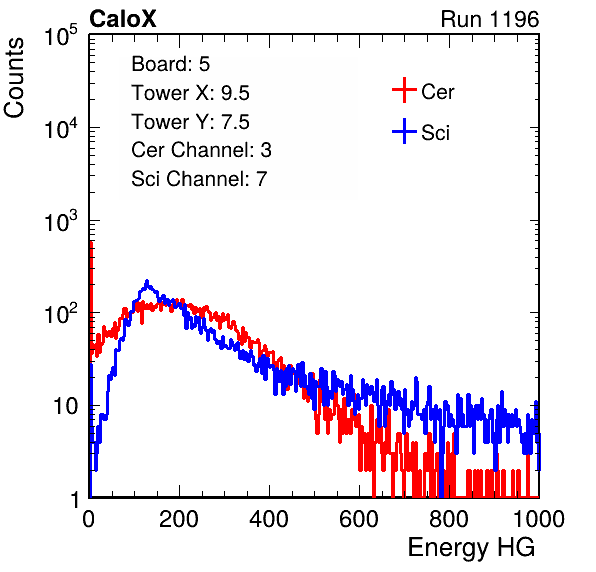 CaloX Run 1196
Counts
10^5
10^4
10^3
10^2
10
1
Board: 5
Tower X: 9.5
Tower Y: 7.5
Cer Channel: 3
Sci Channel: 7
Cer
Sci
0 200 400 600 800 1000
Energy HG